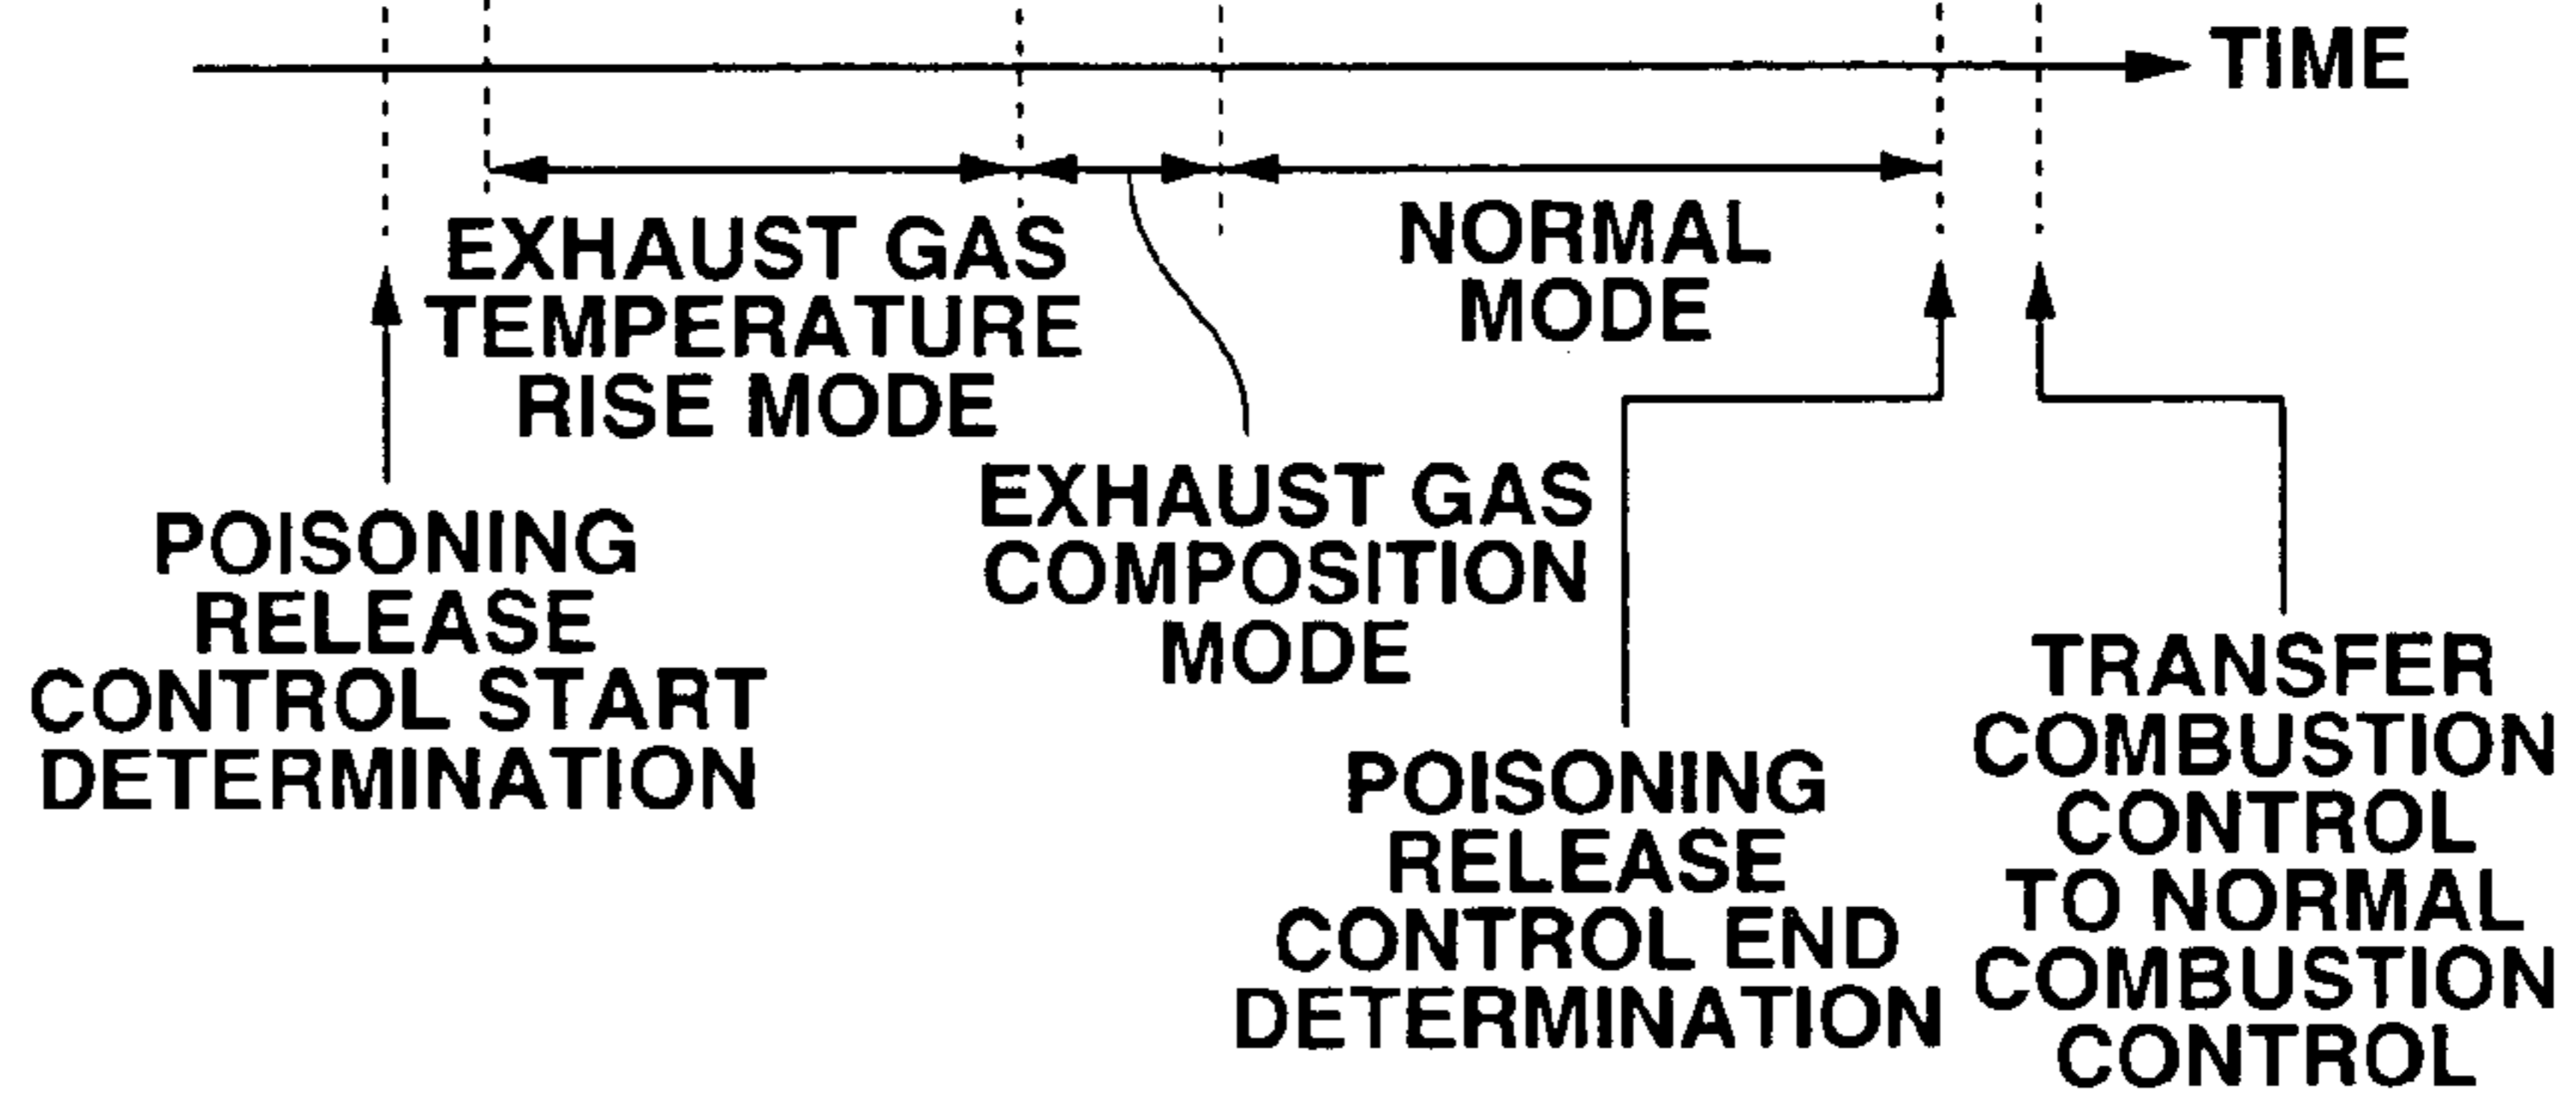 TIME
EXHAUST GAS
TEMPERATURE
RISE MODE
NORMAL
MODE
POISONING
RELEASE
CONTROL START
DETERMINATION
EXHAUST GAS
COMPOSITION
MODE
POISONING
RELEASE
CONTROL END
DETERMINATION
TRANSFER
COMBUSTION
CONTROL
TO NORMAL
COMBUSTION
CONTROL